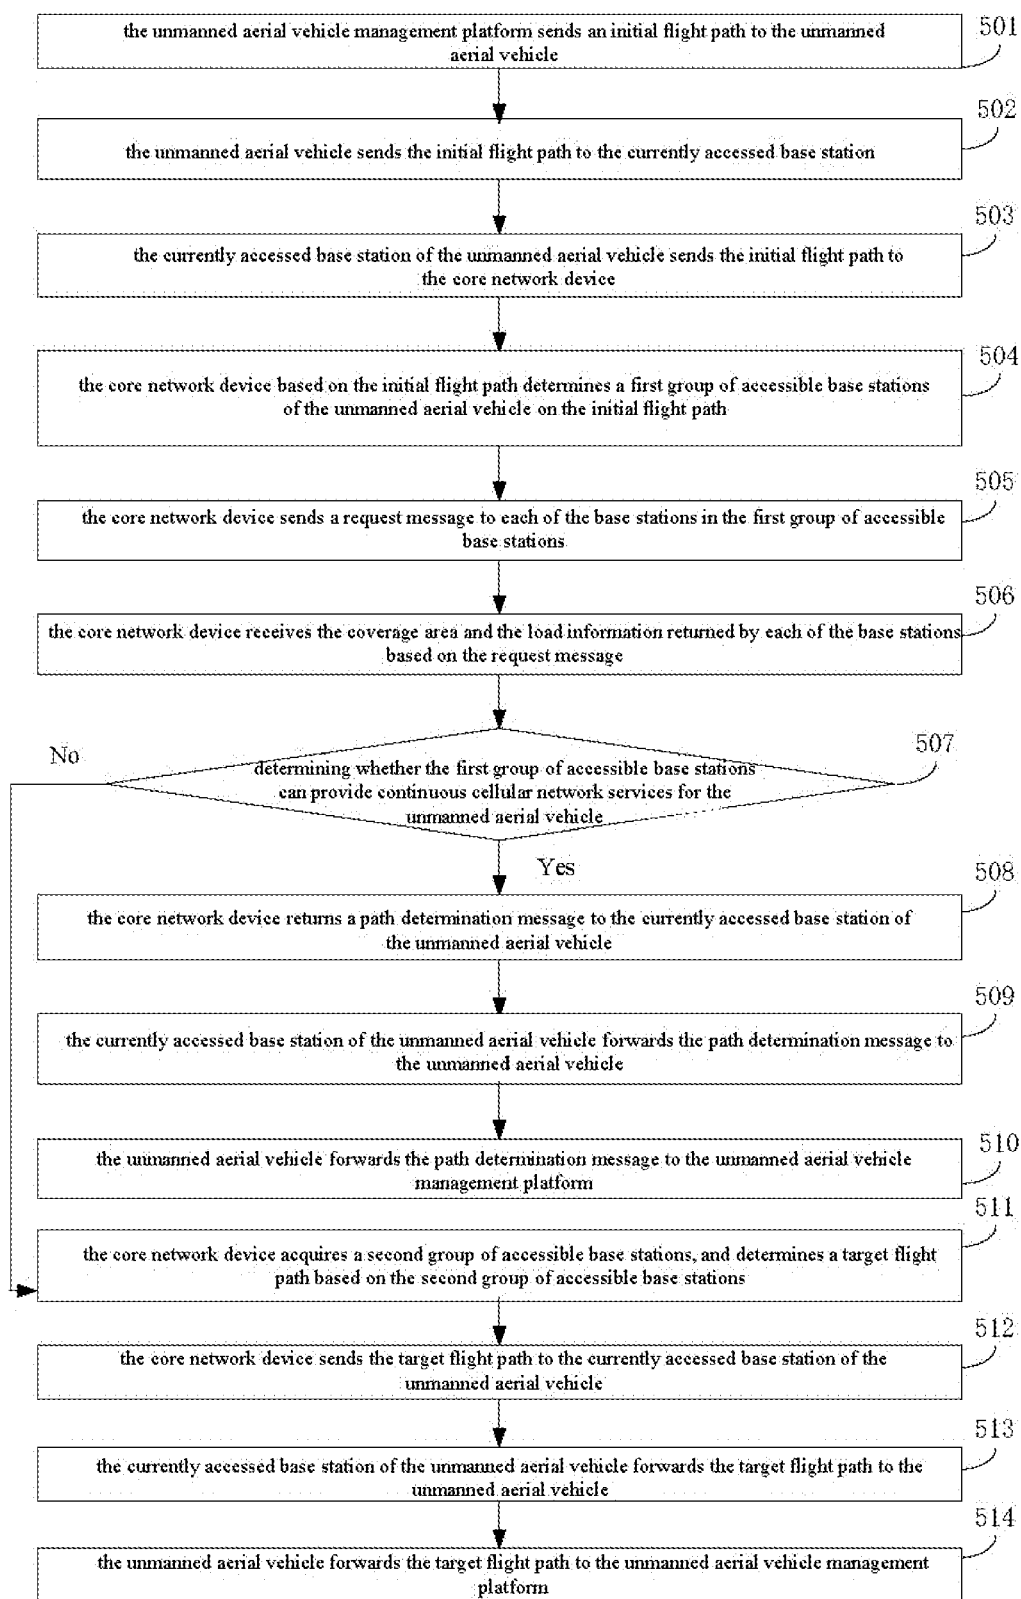 the unmanned aerial vehicle management platform sends an initial flight path to the unmanned
aerial vehicle
501
the unmanned aerial vehicle sends the initial flight path to the currently accessed base station
502
the currently accessed base station of the unmanned aerial vehicle sends the initial flight path to
the core network device
503
the core network device based on the initial flight path determines a first group of accessible base stations
of the unmanned aerial vehicle on the initial flight path
504
the core network device sends a request message to each of the base stations in the first group of accessible
base stations
505
the core network device receives the coverage area and the load information returned by each of the base stations
based on the request message
506
No
determining whether the first group of accessible base stations
can provide continuous cellular network services for the
unmanned aerial vehicle
507
Yes
the core network device returns a path determination message to the currently accessed base station of
the unmanned aerial vehicle
508
the currently accessed base station of the unmanned aerial vehicle forwards the path determination message to
the unmanned aerial vehicle
509
the unmanned aerial vehicle forwards the path determination message to the unmanned aerial vehicle
management platform
510
the core network device acquires a second group of accessible base stations, and determines a target flight
path based on the second group of accessible base stations
511
the core network device sends the target flight path to the currently accessed base station of the
unmanned aerial vehicle
512
the currently accessed base station of the unmanned aerial vehicle forwards the target flight path to the
unmanned aerial vehicle
513
the unmanned aerial vehicle forwards the target flight path to the unmanned aerial vehicle management
platform
514